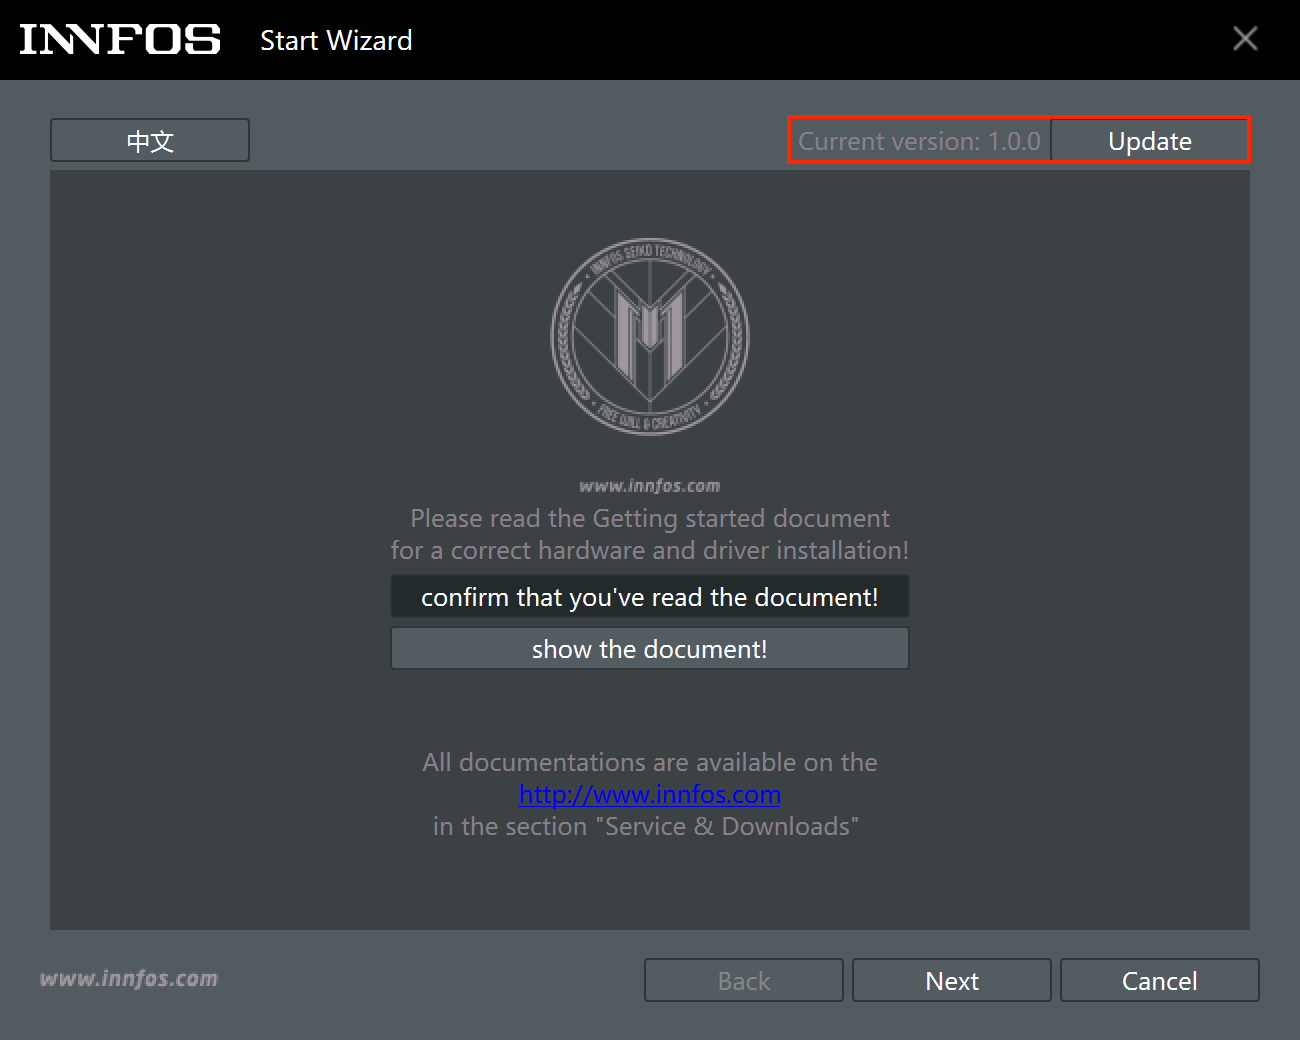 INNFOS Start Wizard
中文
Current version: 1.0.0 Update
INNFOS SEIKO TECHNOLOGY
FREE WILL & CREATIVITY
www.innfos.com
Please read the Getting started document
for a correct hardware and driver installation!
confirm that you've read the document!
show the document!
All documentations are available on the
http://www.innfos.com
in the section "Service & Downloads"
www.innfos.com
Back Next Cancel